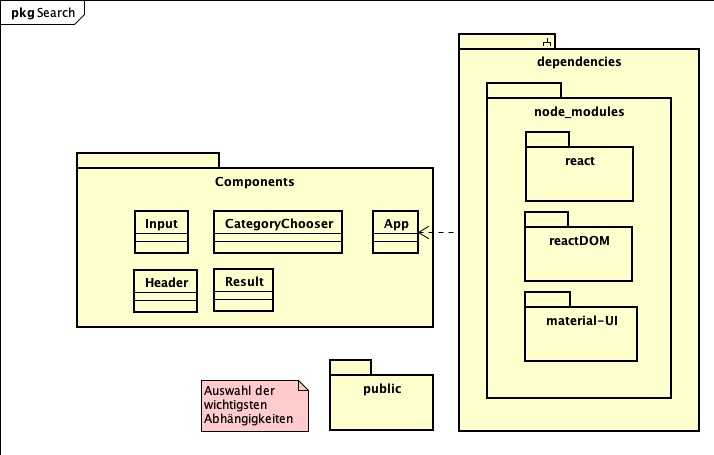 pkg Search
dependencies
node_modules
react
reactDOM
material-UI
Components
Input
CategoryChooser
App
Header
Result
public
Auswahl der
wichtigsten
Abhängigkeiten